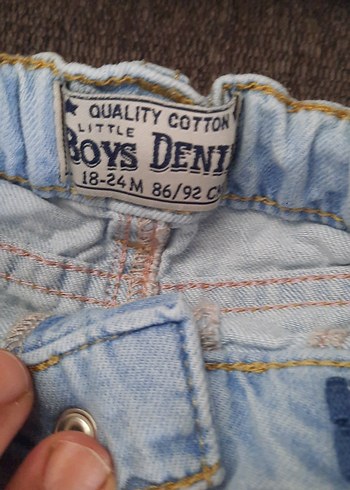 QUALITY COTTON
LITTLE
BOYS DENI
18-24M 86/92 C